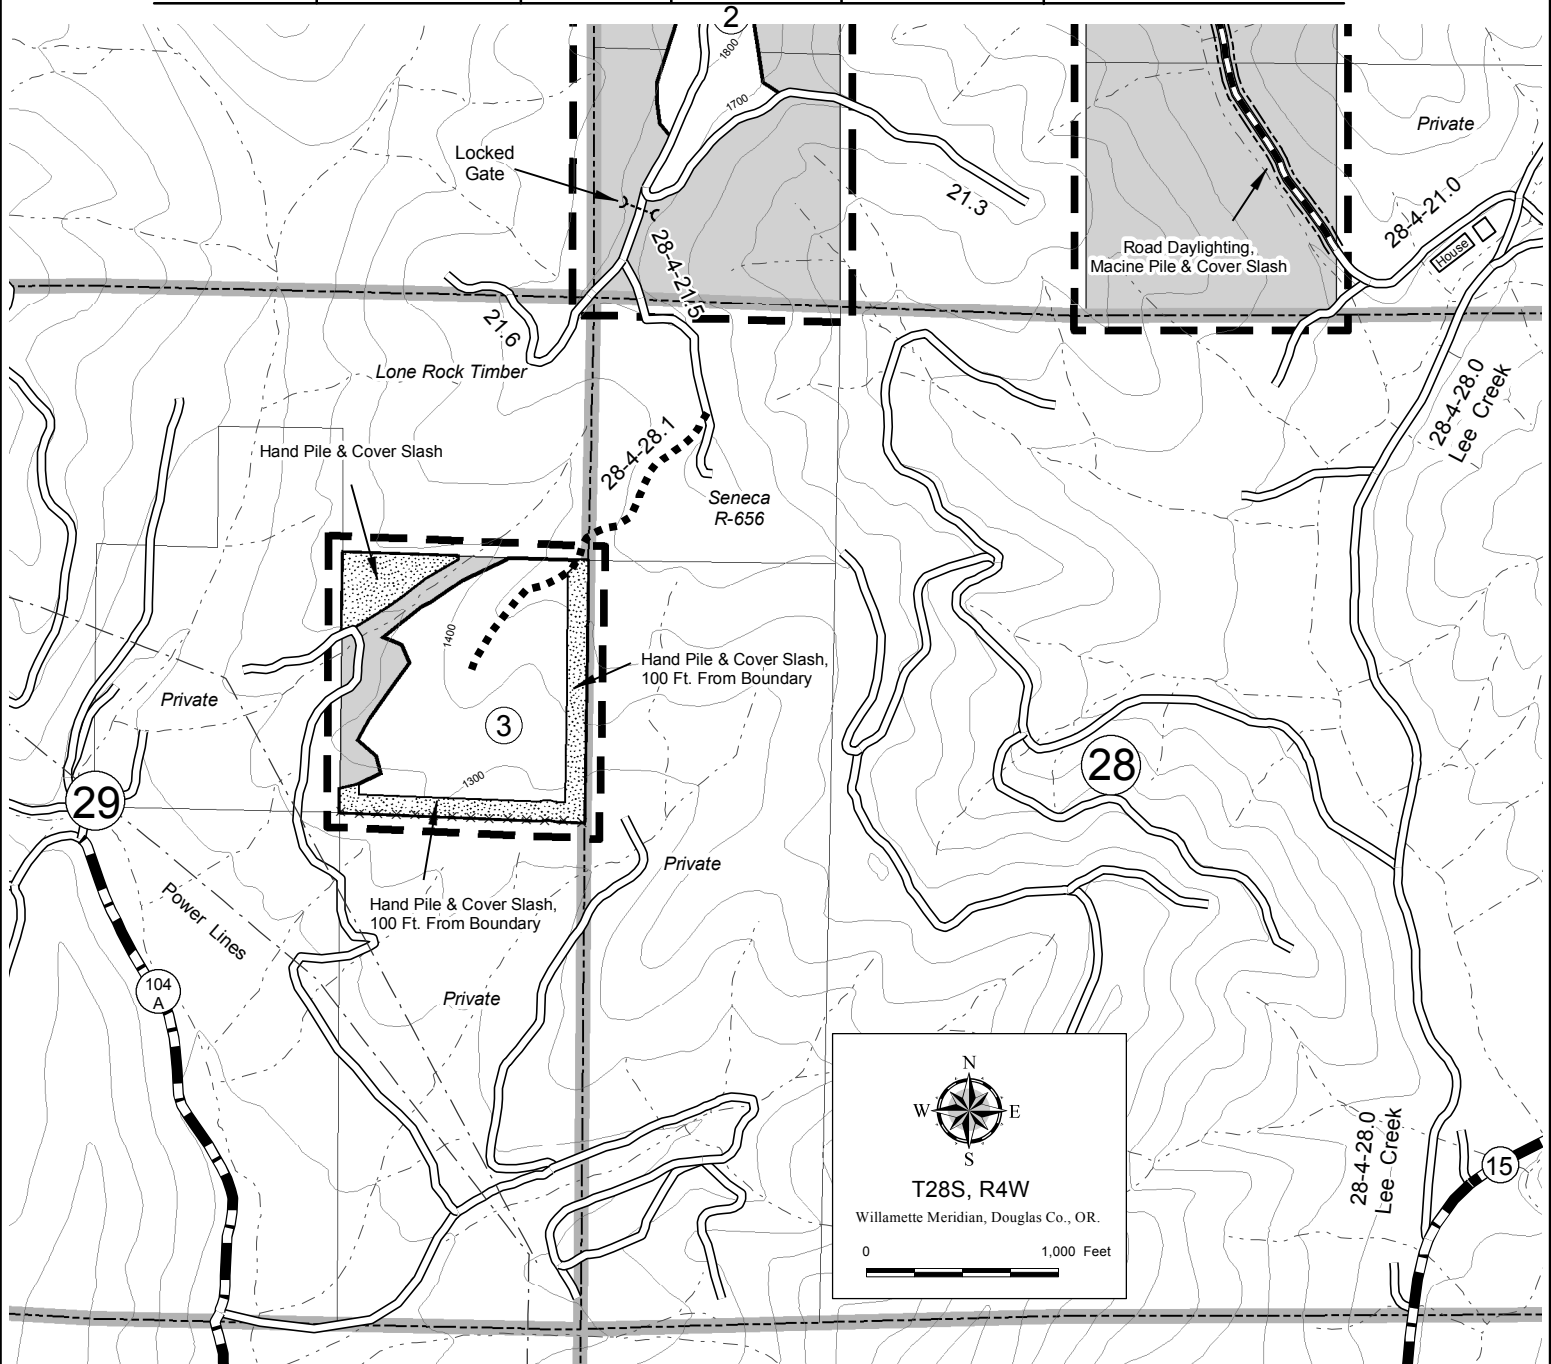 2
1800
1700
Private
Locked
Gate
21.3
28-4-21.0
28-4-21.5
House
Road Daylighting,
Macine Pile & Cover Slash
21.6
Lone Rock Timber
28-4-28.0
Lee Creek
28-4-28.1
Hand Pile & Cover Slash
Seneca
R-656
1400
Hand Pile & Cover Slash,
100 Ft. From Boundary
Private
3
28
1300
29
Private
Power Lines
Hand Pile & Cover Slash,
100 Ft. From Boundary
104
A
Private
N
W
E
S
T28S, R4W
Willamette Meridian, Douglas Co., OR.
0
1,000 Feet
28-4-28.0
Lee Creek
15